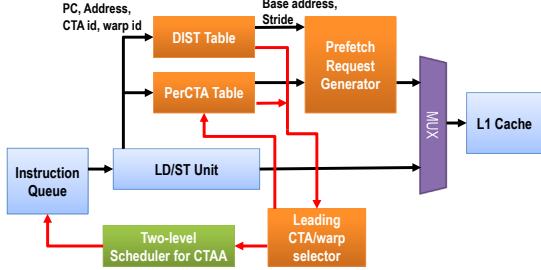 PC, Address,
CTA id, warp id
Base address,
Stride
DIST Table
Prefetch
Request
Generator
PerCTA Table
MUX
L1 Cache
Instruction
Queue
LD/ST Unit
Two-level
Scheduler for CTAA
Leading
CTA/warp
selector